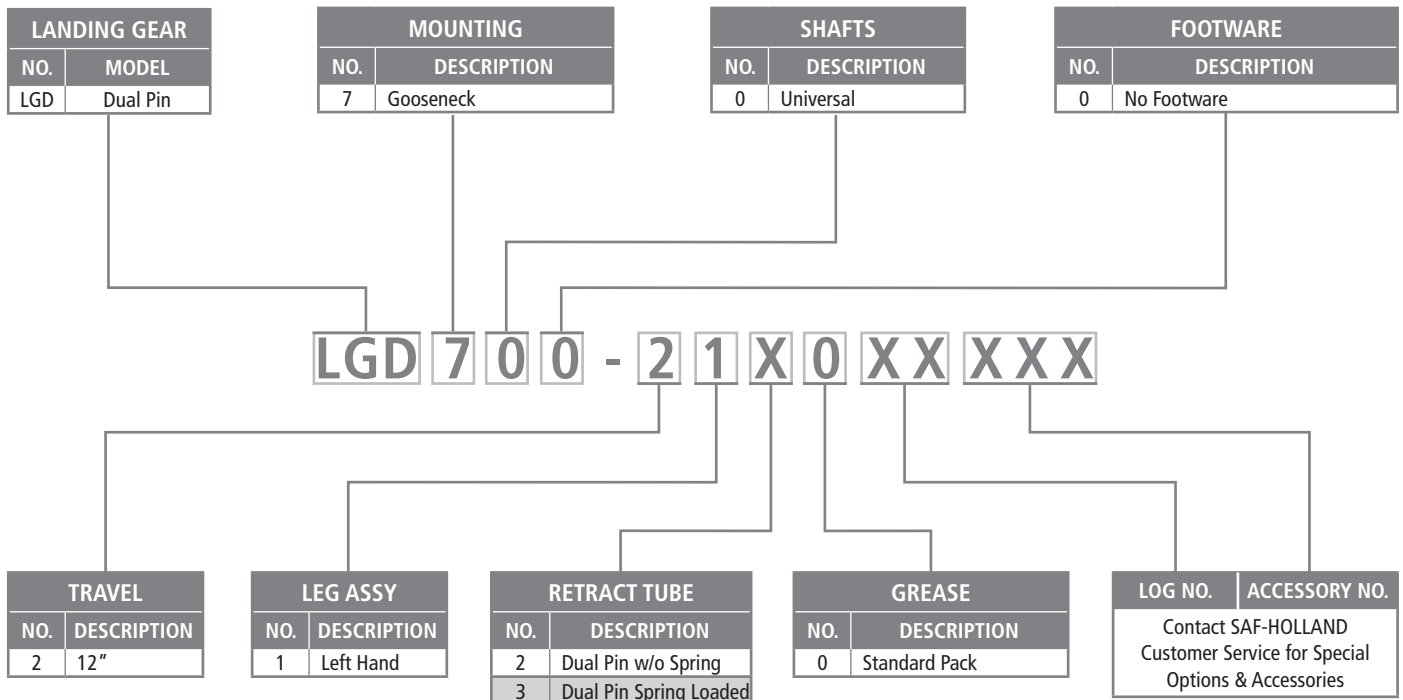 LANDING GEAR
NO. MODEL
LGD Dual Pin
MOUNTING
NO. DESCRIPTION
7 Gooseneck
SHAFTS
NO. DESCRIPTION
0 Universal
FOOTWARE
NO. DESCRIPTION
0 No Footware
LGD 7 0 0 - 2 1 X 0 X X X X X
TRAVEL
NO. DESCRIPTION
2 12"
LEG ASSY
NO. DESCRIPTION
1 Left Hand
RETRACT TUBE
NO. DESCRIPTION
2 Dual Pin w/o Spring
3 Dual Pin Spring Loaded
GREASE
NO. DESCRIPTION
0 Standard Pack
LOG NO. ACCESSORY NO.
Contact SAF-HOLLAND
Customer Service for Special
Options & Accessories